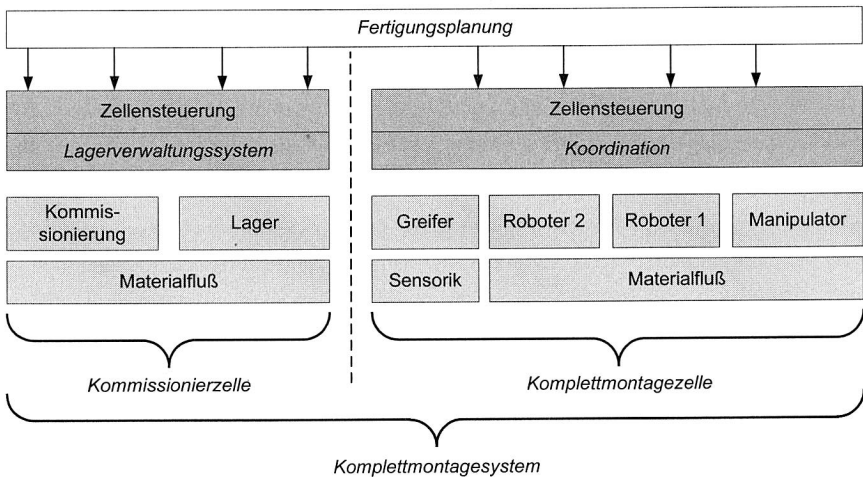 Fertigungsplanung
Zellensteuerung
Lagerverwaltungssystem
Zellensteuerung
Koordination
Kommis-
sionierung
Lager
Greifer
Roboter 2
Roboter 1
Manipulator
Materialfluß
Sensorik
Materialfluß
Kommissionierzelle
Komplettmontagezelle
Komplettmontagesystem